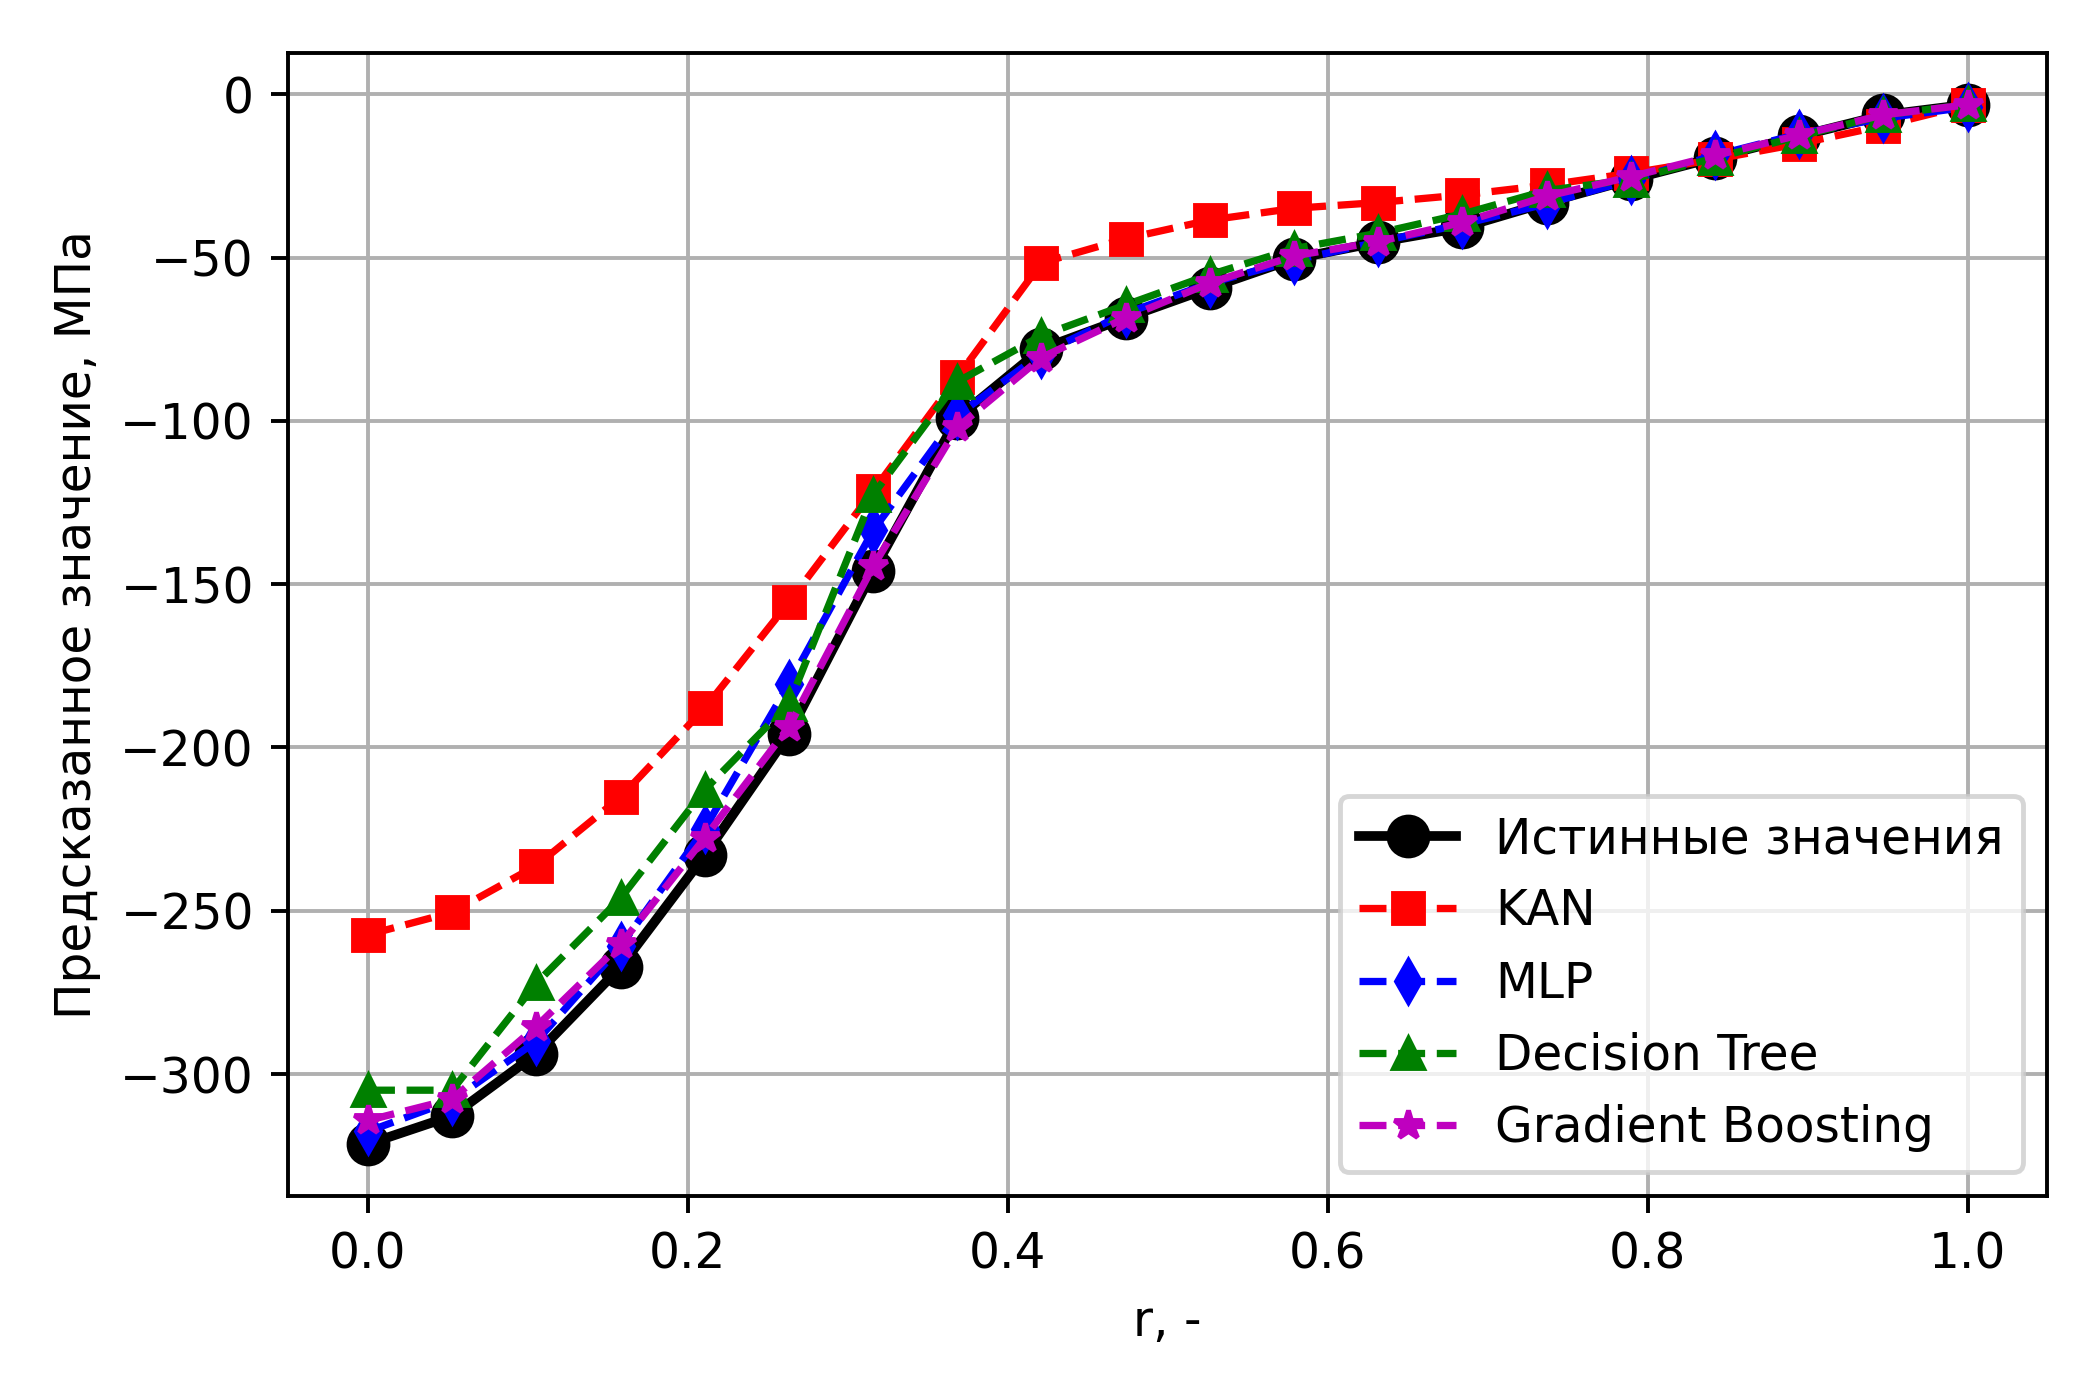 Предсказанное значение, МПа
0
−50
−100
−150
−200
−250
−300
0.0
0.2
0.4
0.6
0.8
1.0
r, -
Истинные значения
KAN
MLP
Decision Tree
Gradient Boosting